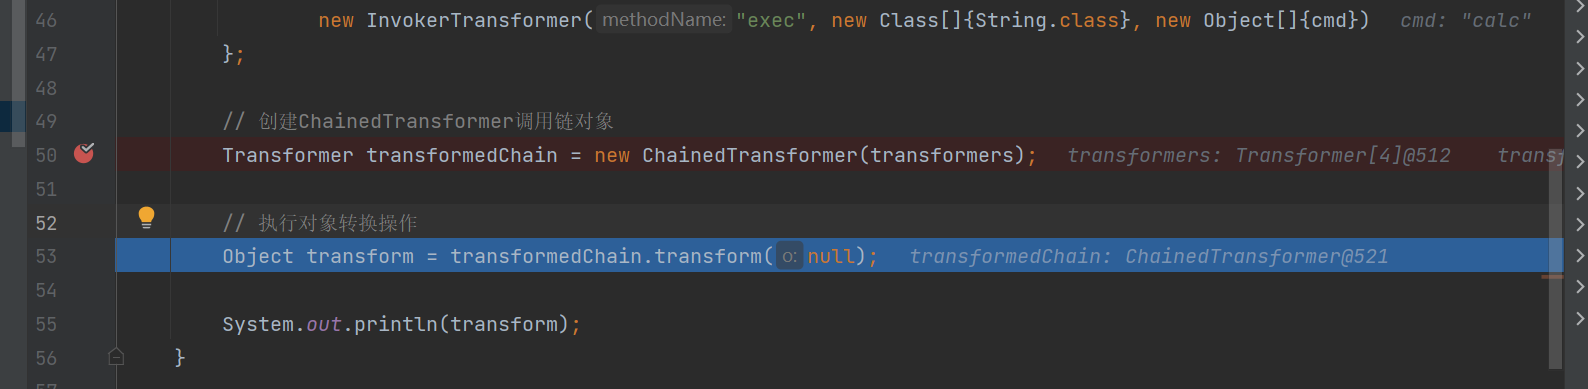 46 new InvokerTransformer( methodName: "exec", new Class[]{String.class}, new Object[]{cmd}) cmd: "calc"
47 };
48
49 // 创建ChainedTransformer调用链对象
50 Transformer transformedChain = new ChainedTransformer(transformers); transformers: Transformer[4]@512 transf
51
52 // 执行对象转换操作
53 Object transform = transformedChain.transform( o: null); transformedChain: ChainedTransformer@521
54
55 System.out.println(transform);
56 }